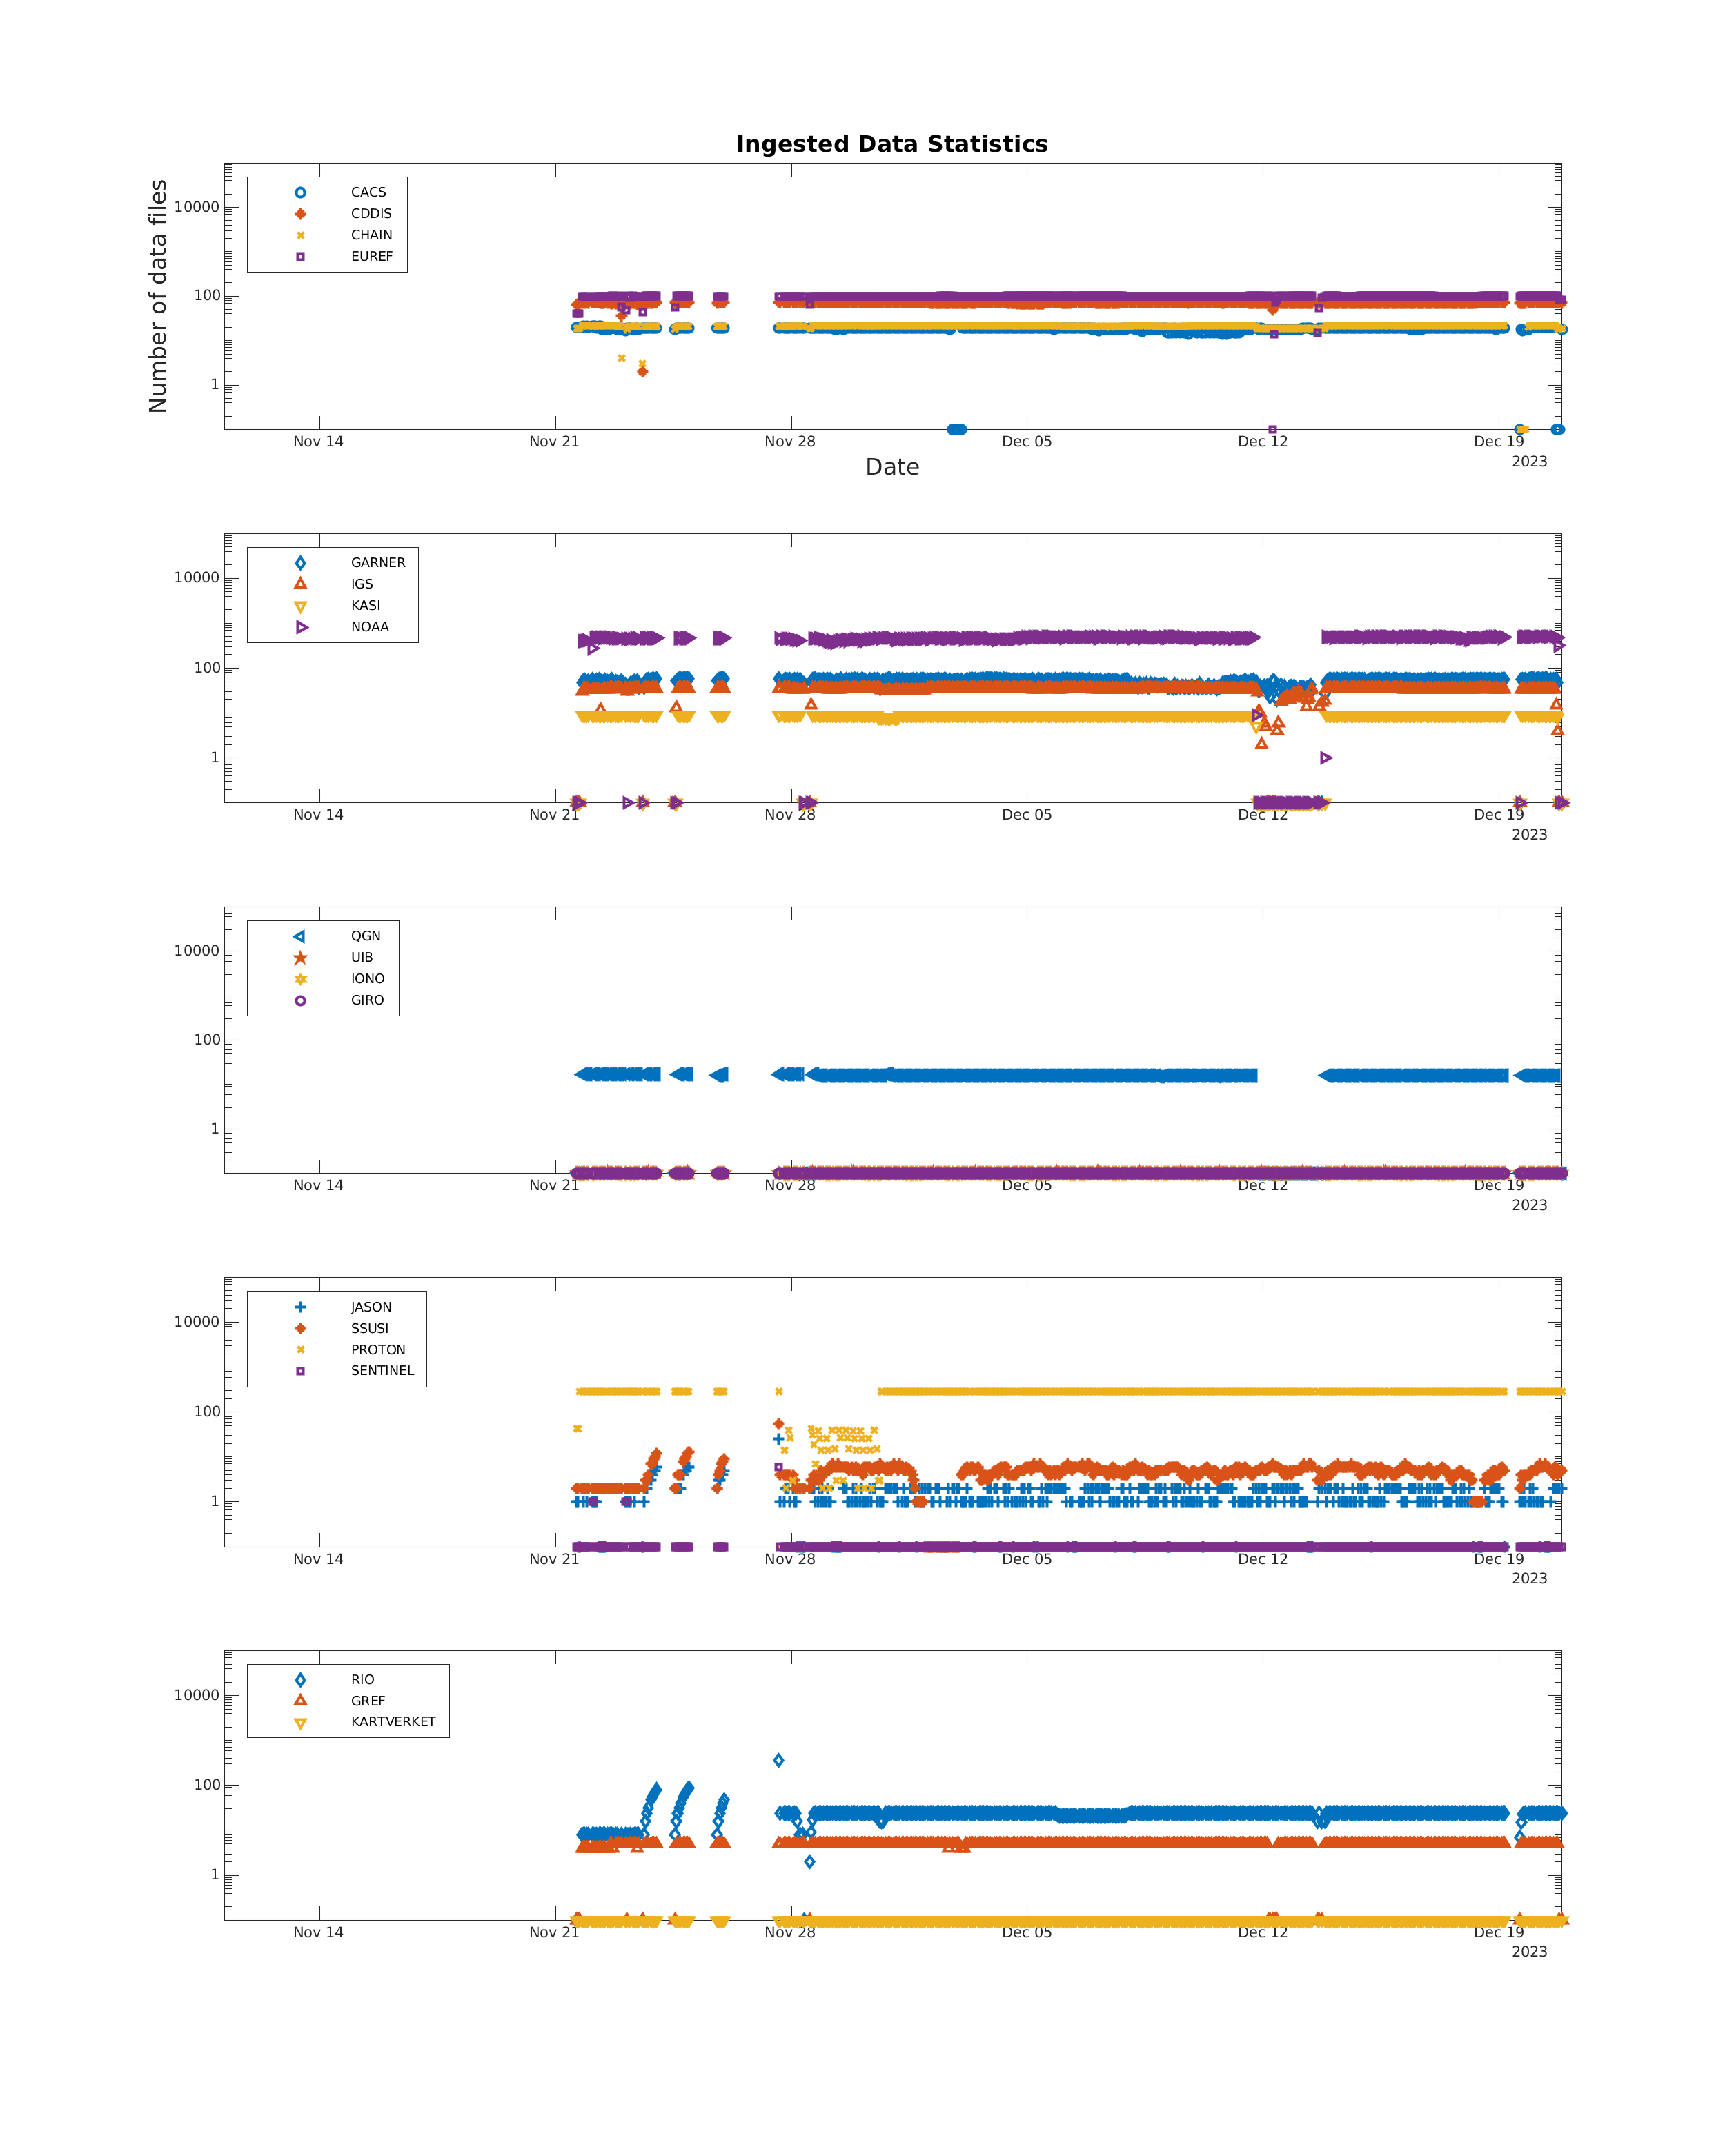 Ingested Data Statistics
Number of data files
10000
100
1
CACS
CDDIS
CHAIN
EUREF
Nov 14 Nov 21 Nov 28 Dec 05 Dec 12 Dec 19
2023
Date
10000
100
1
GARNER
IGS
KASI
NOAA
Nov 14 Nov 21 Nov 28 Dec 05 Dec 12 Dec 19
2023
10000
100
1
QGN
UIB
IONO
GIRO
Nov 14 Nov 21 Nov 28 Dec 05 Dec 12 Dec 19
2023
10000
100
1
JASON
SSUSI
PROTON
SENTINEL
Nov 14 Nov 21 Nov 28 Dec 05 Dec 12 Dec 19
2023
10000
100
1
RIO
GREF
KARTVERKET
Nov 14 Nov 21 Nov 28 Dec 05 Dec 12 Dec 19
2023